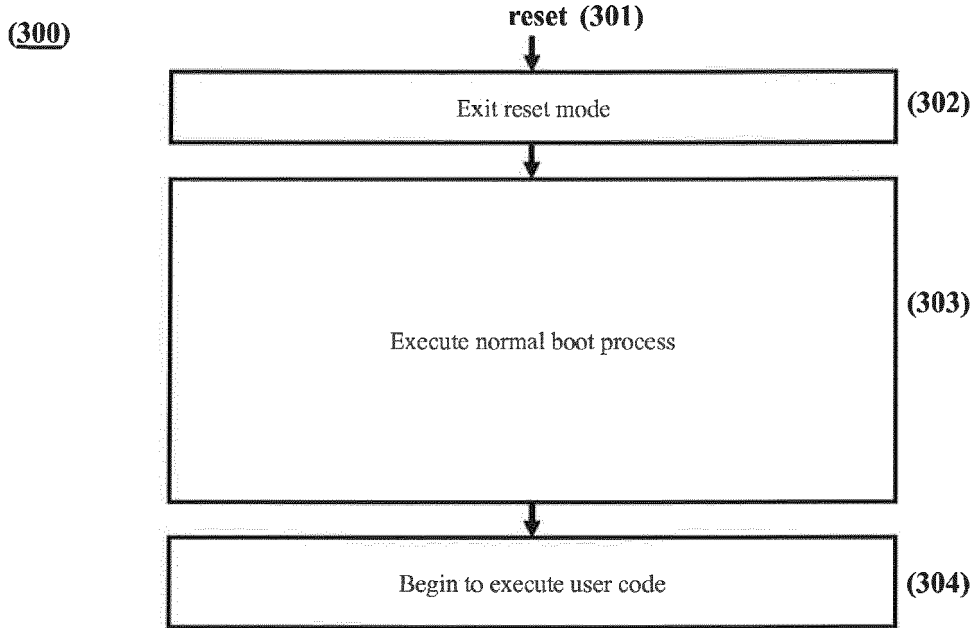 (300)
reset (301)
Exit reset mode
(302)
Execute normal boot process
(303)
Begin to execute user code
(304)